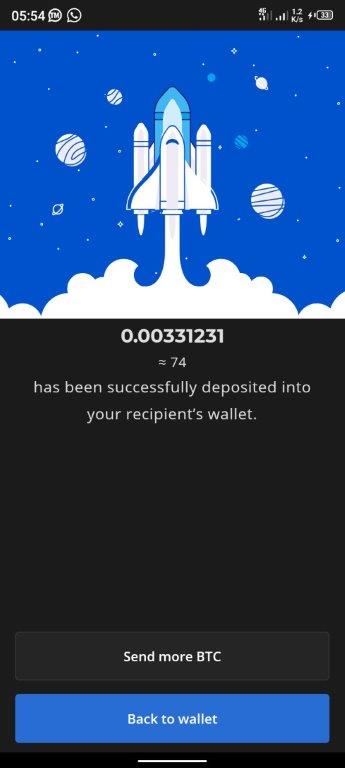 05:54
4G 1.2 K/s 33
0.00331231
≈ 74
has been successfully deposited into
your recipient's wallet.
Send more BTC
Back to wallet